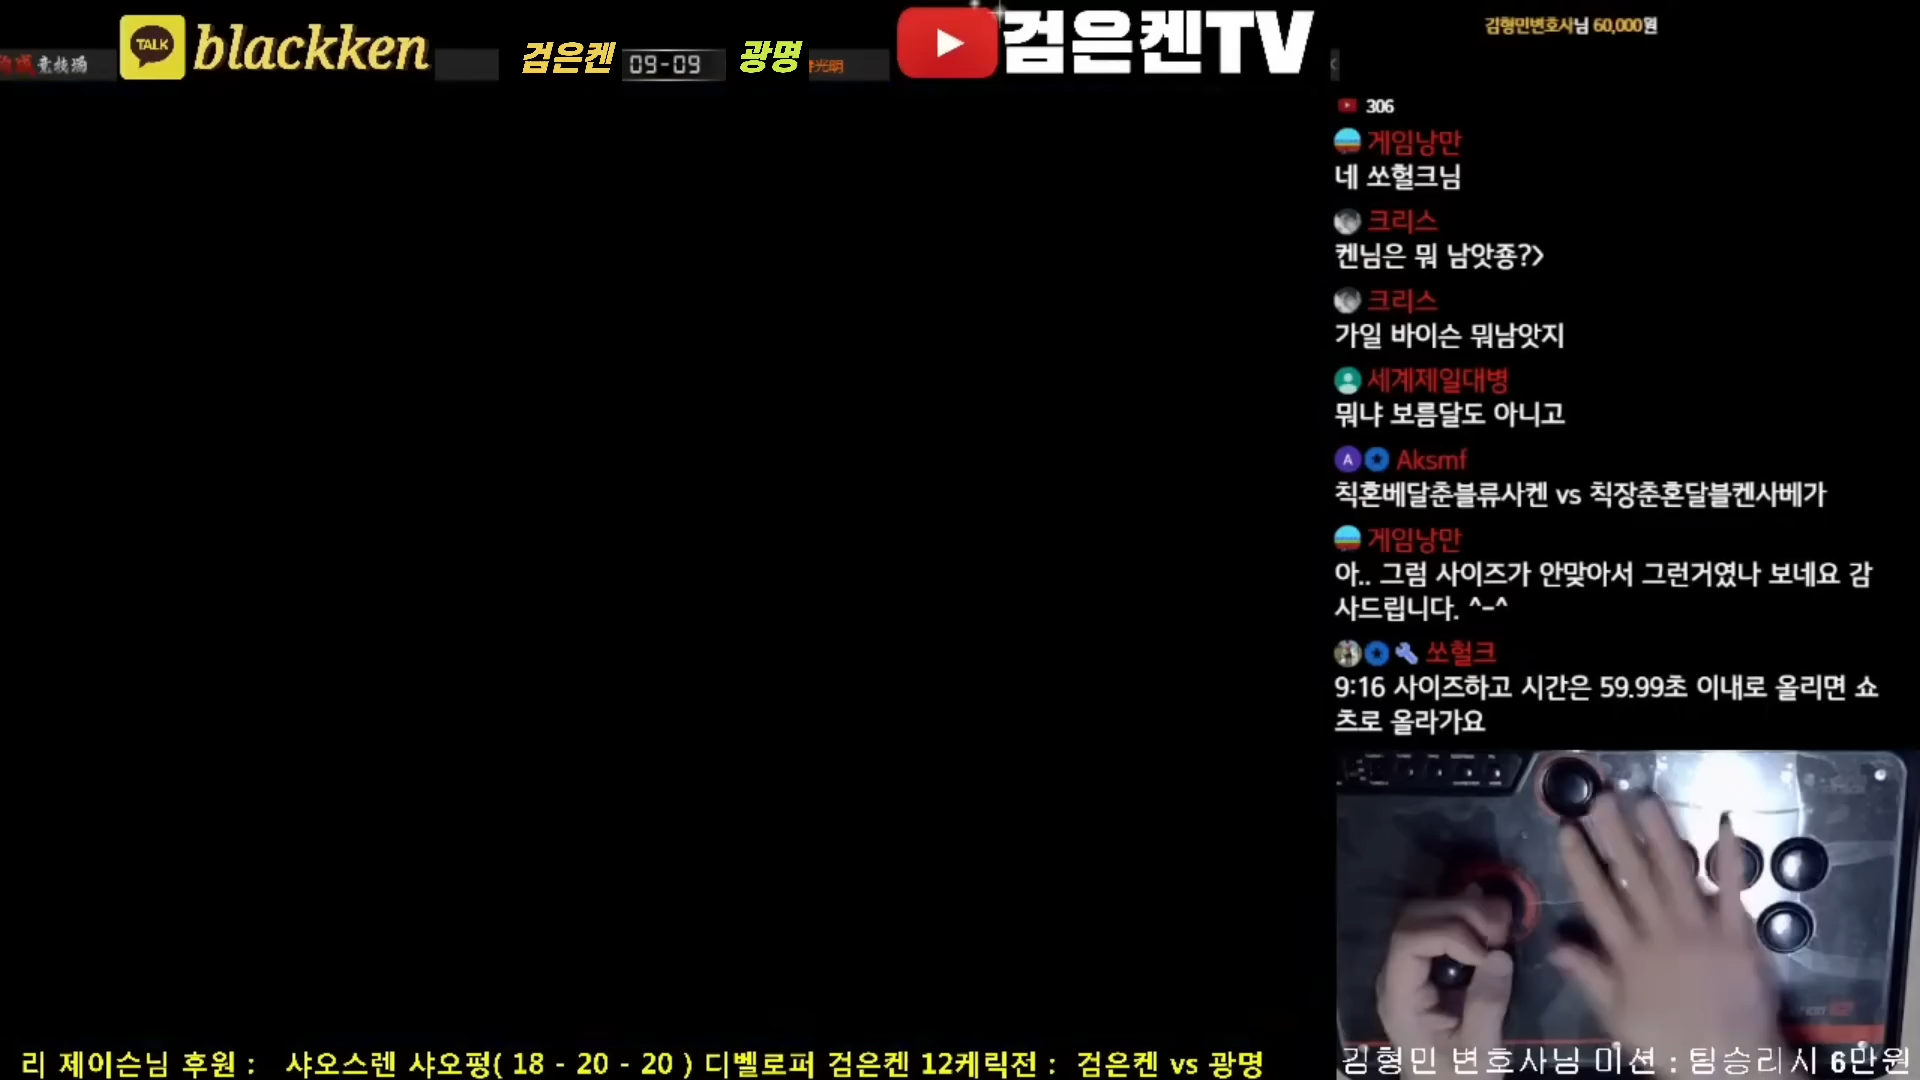 竞技场
TALK
blackken
검은켄
09-09
광명
光明
검은켄TV
김형민변호사님 60,000원
306
게임낭만
네 쏘헐크님
크리스
켄님은 뭐 남앗죵?>
크리스
가일 바이슨 뭐남앗지
세계제일대병
뭐냐 보름달도 아니고
A Aksmf
칙혼베달춘블류사켄 vs 칙장춘혼달블켄사베가
게임낭만
아.. 그럼 사이즈가 안맞아서 그런거였나 보네요 감
사드립니다. ^-^
쏘헐크
9:16 사이즈하고 시간은 59.99초 이내로 올리면 쇼
츠로 올라가요
리 제이슨님 후원 : 샤오스렌 샤오펑( 18 - 20 - 20 ) 디벨로퍼 검은켄 12케릭전 : 검은켄 vs 광명
김형민 변호사님 미션 : 팀승리시 6만원